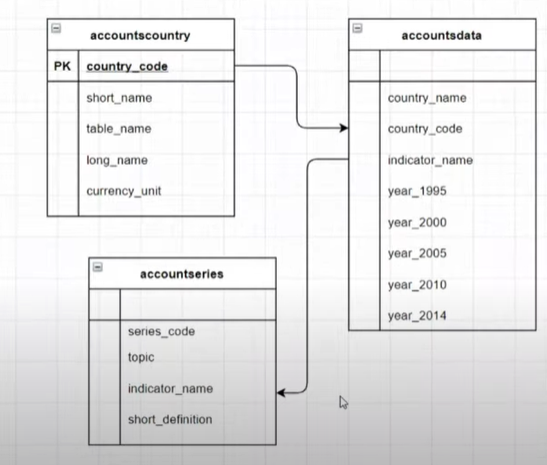 accountscountry
PK country_code
short_name
table_name
long_name
currency_unit
accountsdata
country_name
country_code
indicator_name
year_1995
year_2000
year_2005
year_2010
year_2014
accountseries
series_code
topic
indicator_name
short_definition